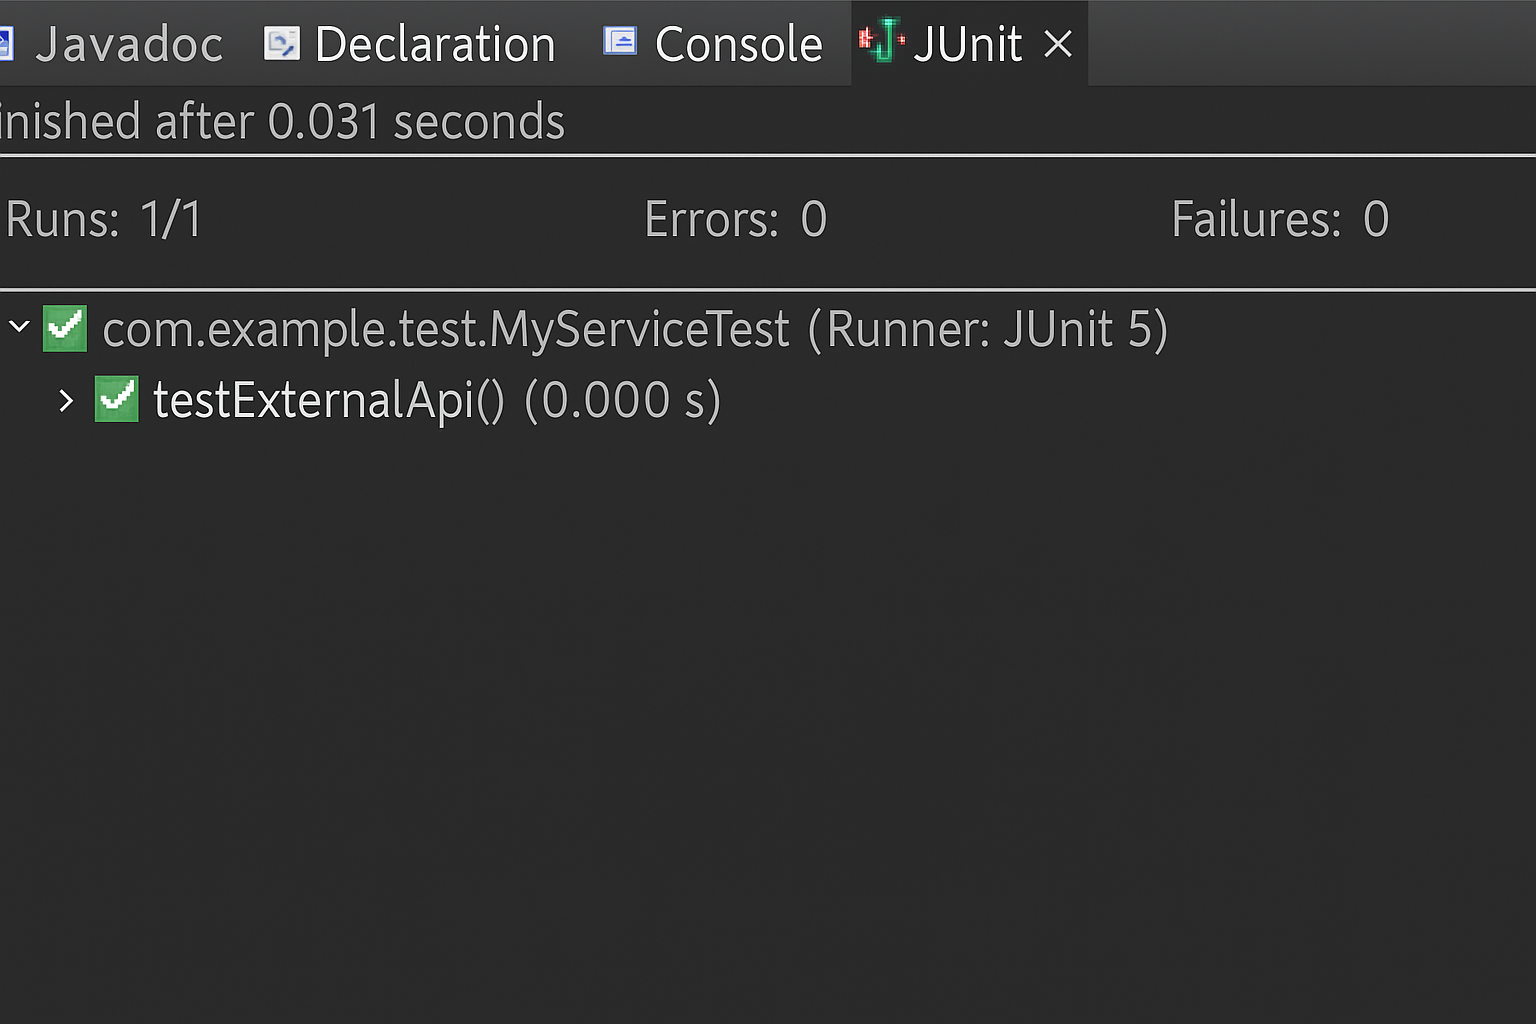 Javadoc Declaration Console JUnit
inished after 0.031 seconds
Runs: 1/1 Errors: 0 Failures: 0
com.example.test.MyServiceTest (Runner: JUnit 5)
testExternalApi() (0.000 s)